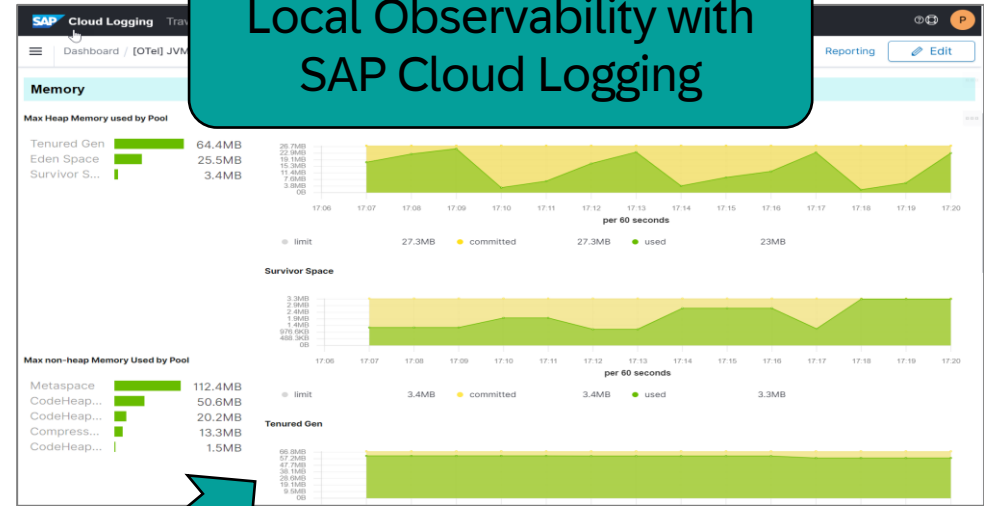 SAP Cloud Logging
Local Observability with
SAP Cloud Logging
P
Dashboard / [OTel] JVM
Reporting
Edit
Memory
Max Heap Memory used by Pool
Tenured Gen 64.4MB
Eden Space 25.5MB
Survivor S... 3.4MB
26.7MB
22.9MB
19.1MB
15.3MB
11.4MB
7.6MB
3.8MB
0B
17:06 17:07 17:08 17:09 17:10 17:11 17:12 17:13 17:14 17:15 17:16 17:17 17:18 17:19 17:20
per 60 seconds
limit 27.3MB committed 27.3MB used 23MB
Survivor Space
3.3MB
2.9MB
2.4MB
1.9MB
1.4MB
976.6KB
488.3KB
0B
17:06 17:07 17:08 17:09 17:10 17:11 17:12 17:13 17:14 17:15 17:16 17:17 17:18 17:19 17:20
per 60 seconds
limit 3.4MB committed 3.4MB used 3.3MB
Max non-heap Memory Used by Pool
Metaspace 112.4MB
CodeHeap... 50.6MB
CodeHeap... 20.2MB
Compress... 13.3MB
CodeHeap... 1.5MB
Tenured Gen
66.8MB
57.2MB
47.7MB
38.1MB
28.6MB
19.1MB
9.5MB
0B